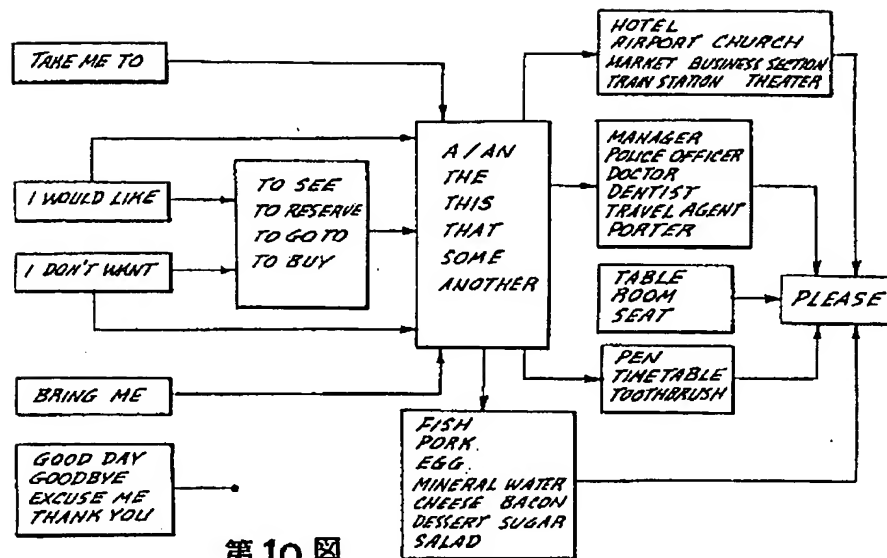 TAKE ME TO
I WOULD LIKE
I DON'T WANT
BRING ME
GOOD DAY
GOODBYE
EXCUSE ME
THANK YOU
TO SEE
TO RESERVE
TO GO TO
TO BUY
A / AN
THE
THIS
THAT
SOME
ANOTHER
HOTEL
AIRPORT CHURCH
MARKET BUSINESS SECTION
TRAIN STATION THEATER
MANAGER
POLICE OFFICER
DOCTOR
DENTIST
TRAVEL AGENT
PORTER
TABLE
ROOM
SEAT
PEN
TIMETABLE
TOOTHBRUSH
FISH
PORK
EGG
MINERAL WATER
CHEESE BACON
DESSERT SUGAR
SALAD
PLEASE
第10図